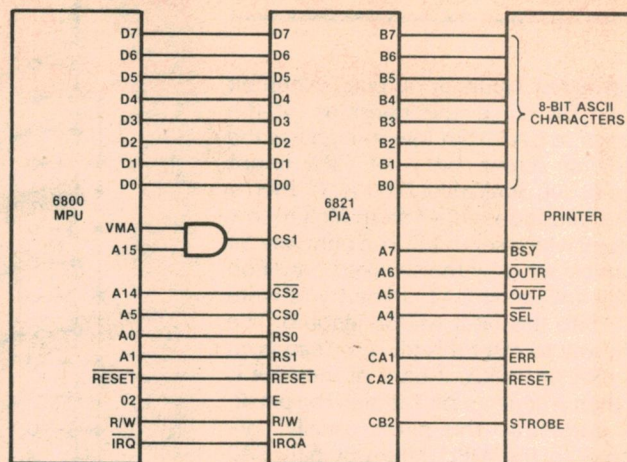 6800
MPU
D7
D6
D5
D4
D3
D2
D1
D0
VMA
A15
A14
A5
A0
A1
RESET
02
R/W
IRQ
6821
PIA
D7
D6
D5
D4
D3
D2
D1
D0
CS1
CS2
CS0
RS0
RS1
RESET
E
R/W
IRQA
B7
B6
B5
B4
B3
B2
B1
B0
A7
A6
A5
A4
CA1
CA2
CB2
8-BIT ASCII
CHARACTERS
PRINTER
BSY
OUTR
OUTP
SEL
ERR
RESET
STROBE